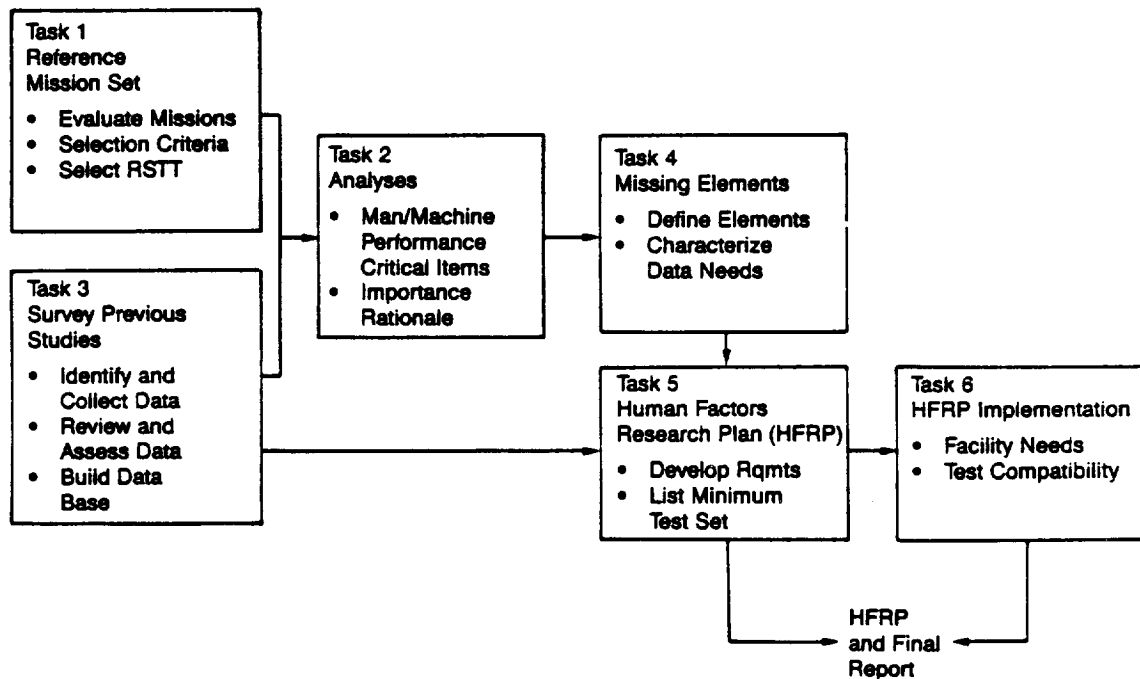 Task 1
Reference
Mission Set
• Evaluate Missions
• Selection Criteria
• Select RSTT
Task 3
Survey Previous
Studies
• Identify and
Collect Data
• Review and
Assess Data
• Build Data
Base
Task 2
Analyses
• Man/Machine
Performance
Critical Items
• Importance
Rationale
Task 4
Missing Elements
• Define Elements
• Characterize
Data Needs
Task 5
Human Factors
Research Plan (HFRP)
• Develop Rqmts
• List Minimum
Test Set
Task 6
HFRP Implementation
• Facility Needs
• Test Compatibility
HFRP
and Final
Report